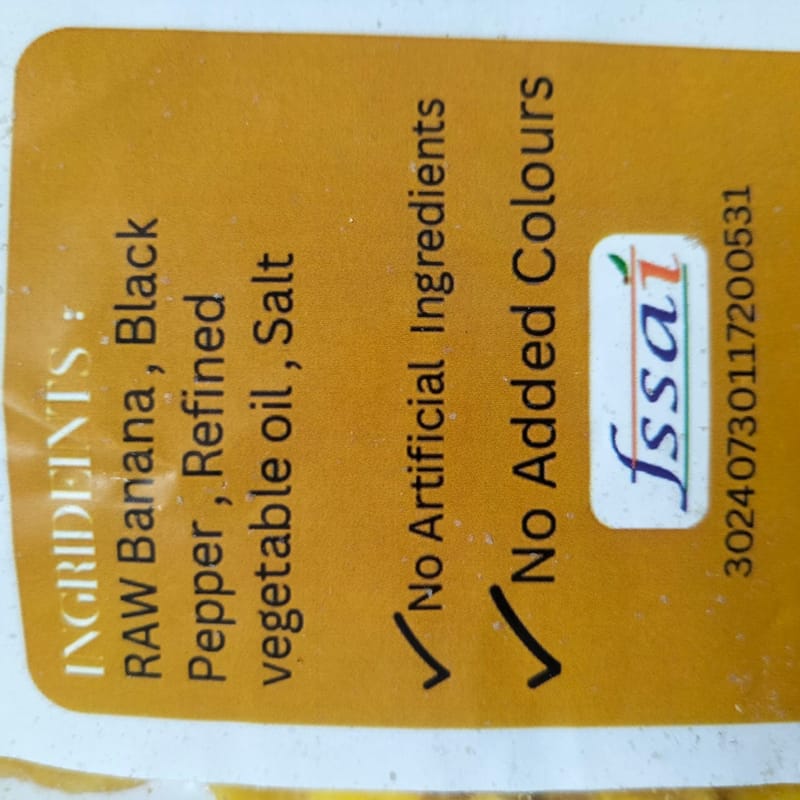 INGRIDEINTS :
RAW Banana , Black
Pepper , Refined
vegetable oil , Salt
✓ No Artificial Ingredients
✓ No Added Colours
fssai
30240730117200531